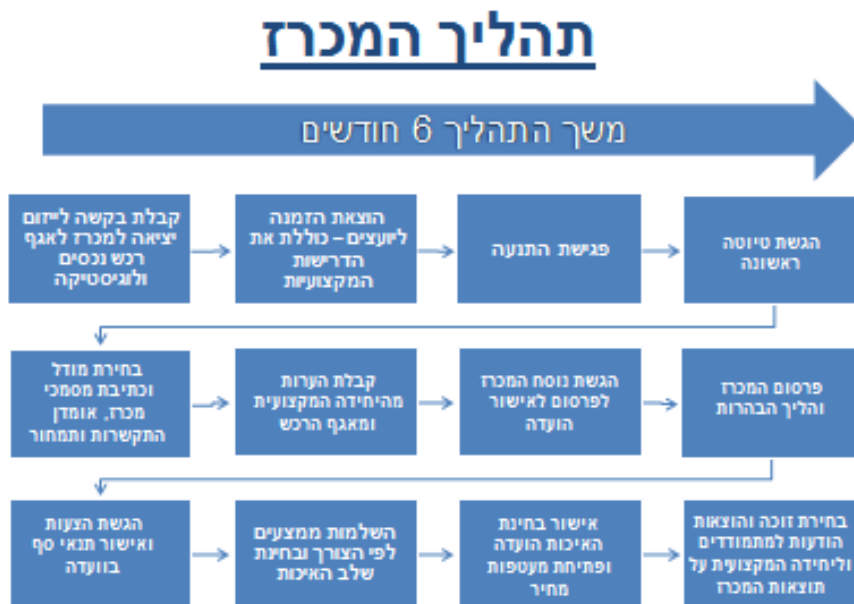 תהליך המכרז
משך התהליך 6 חודשים
קבלת בקשה לייזום
יציאה למכרז לאגף
רכש נכסים
ולוגיסטיקה
הוצאת הזמנה
ליועצים – כוללת את
הדרישות
המקצועיות
פגישת התנעה
הגשת טיוטה
ראשונה
בחירת מודל
וכתיבת מסמכי
מכרז, אומדן
התקשרות ותמחור
קבלת הערות
מהיחידה המקצועית
ומאגף הרכש
הגשת נוסח המכרז
לפרסום לאישור
הועדה
פרסום המכרז
והליך הבהרות
הגשת הצעות
ואישור תנאי סף
בוועדה
השלמות ממצעים
לפי הצורך ובחינת
שלב האיכות
אישור בחינת
האיכות הועדה
ופתיחת מעטפות
מחיר
בחירת זוכה והוצאות
הודעות למתמודדים
וליחידה המקצועית על
תוצאות המכרז